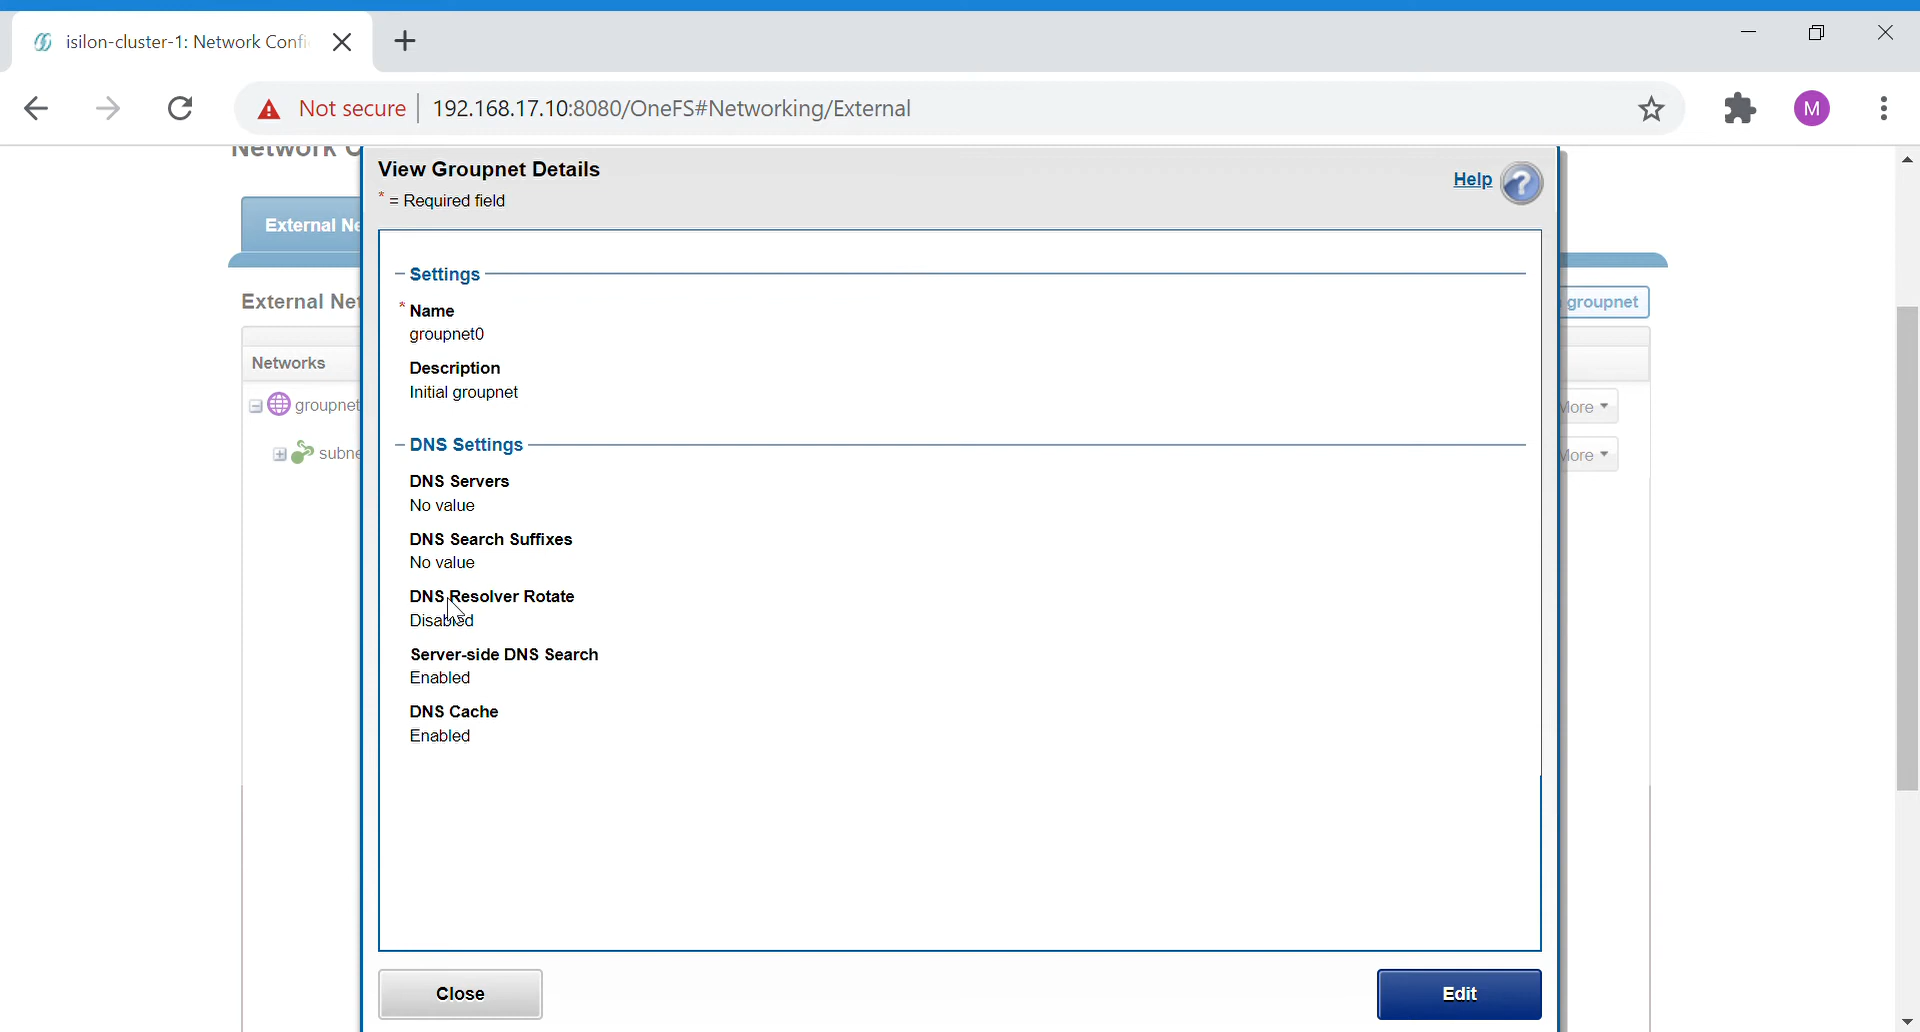 isilon-cluster-1: Network Confi
Not secure
192.168.17.10:8080/OneFS#Networking/External
M
Network C
View Groupnet Details
* = Required field
Help
?
External Ne
External Net
groupnet
Networks
groupnet
More
subne
More
Settings
* Name
groupnet0
Description
Initial groupnet
DNS Settings
DNS Servers
No value
DNS Search Suffixes
No value
DNS Resolver Rotate
Disabled
Server-side DNS Search
Enabled
DNS Cache
Enabled
Close
Edit